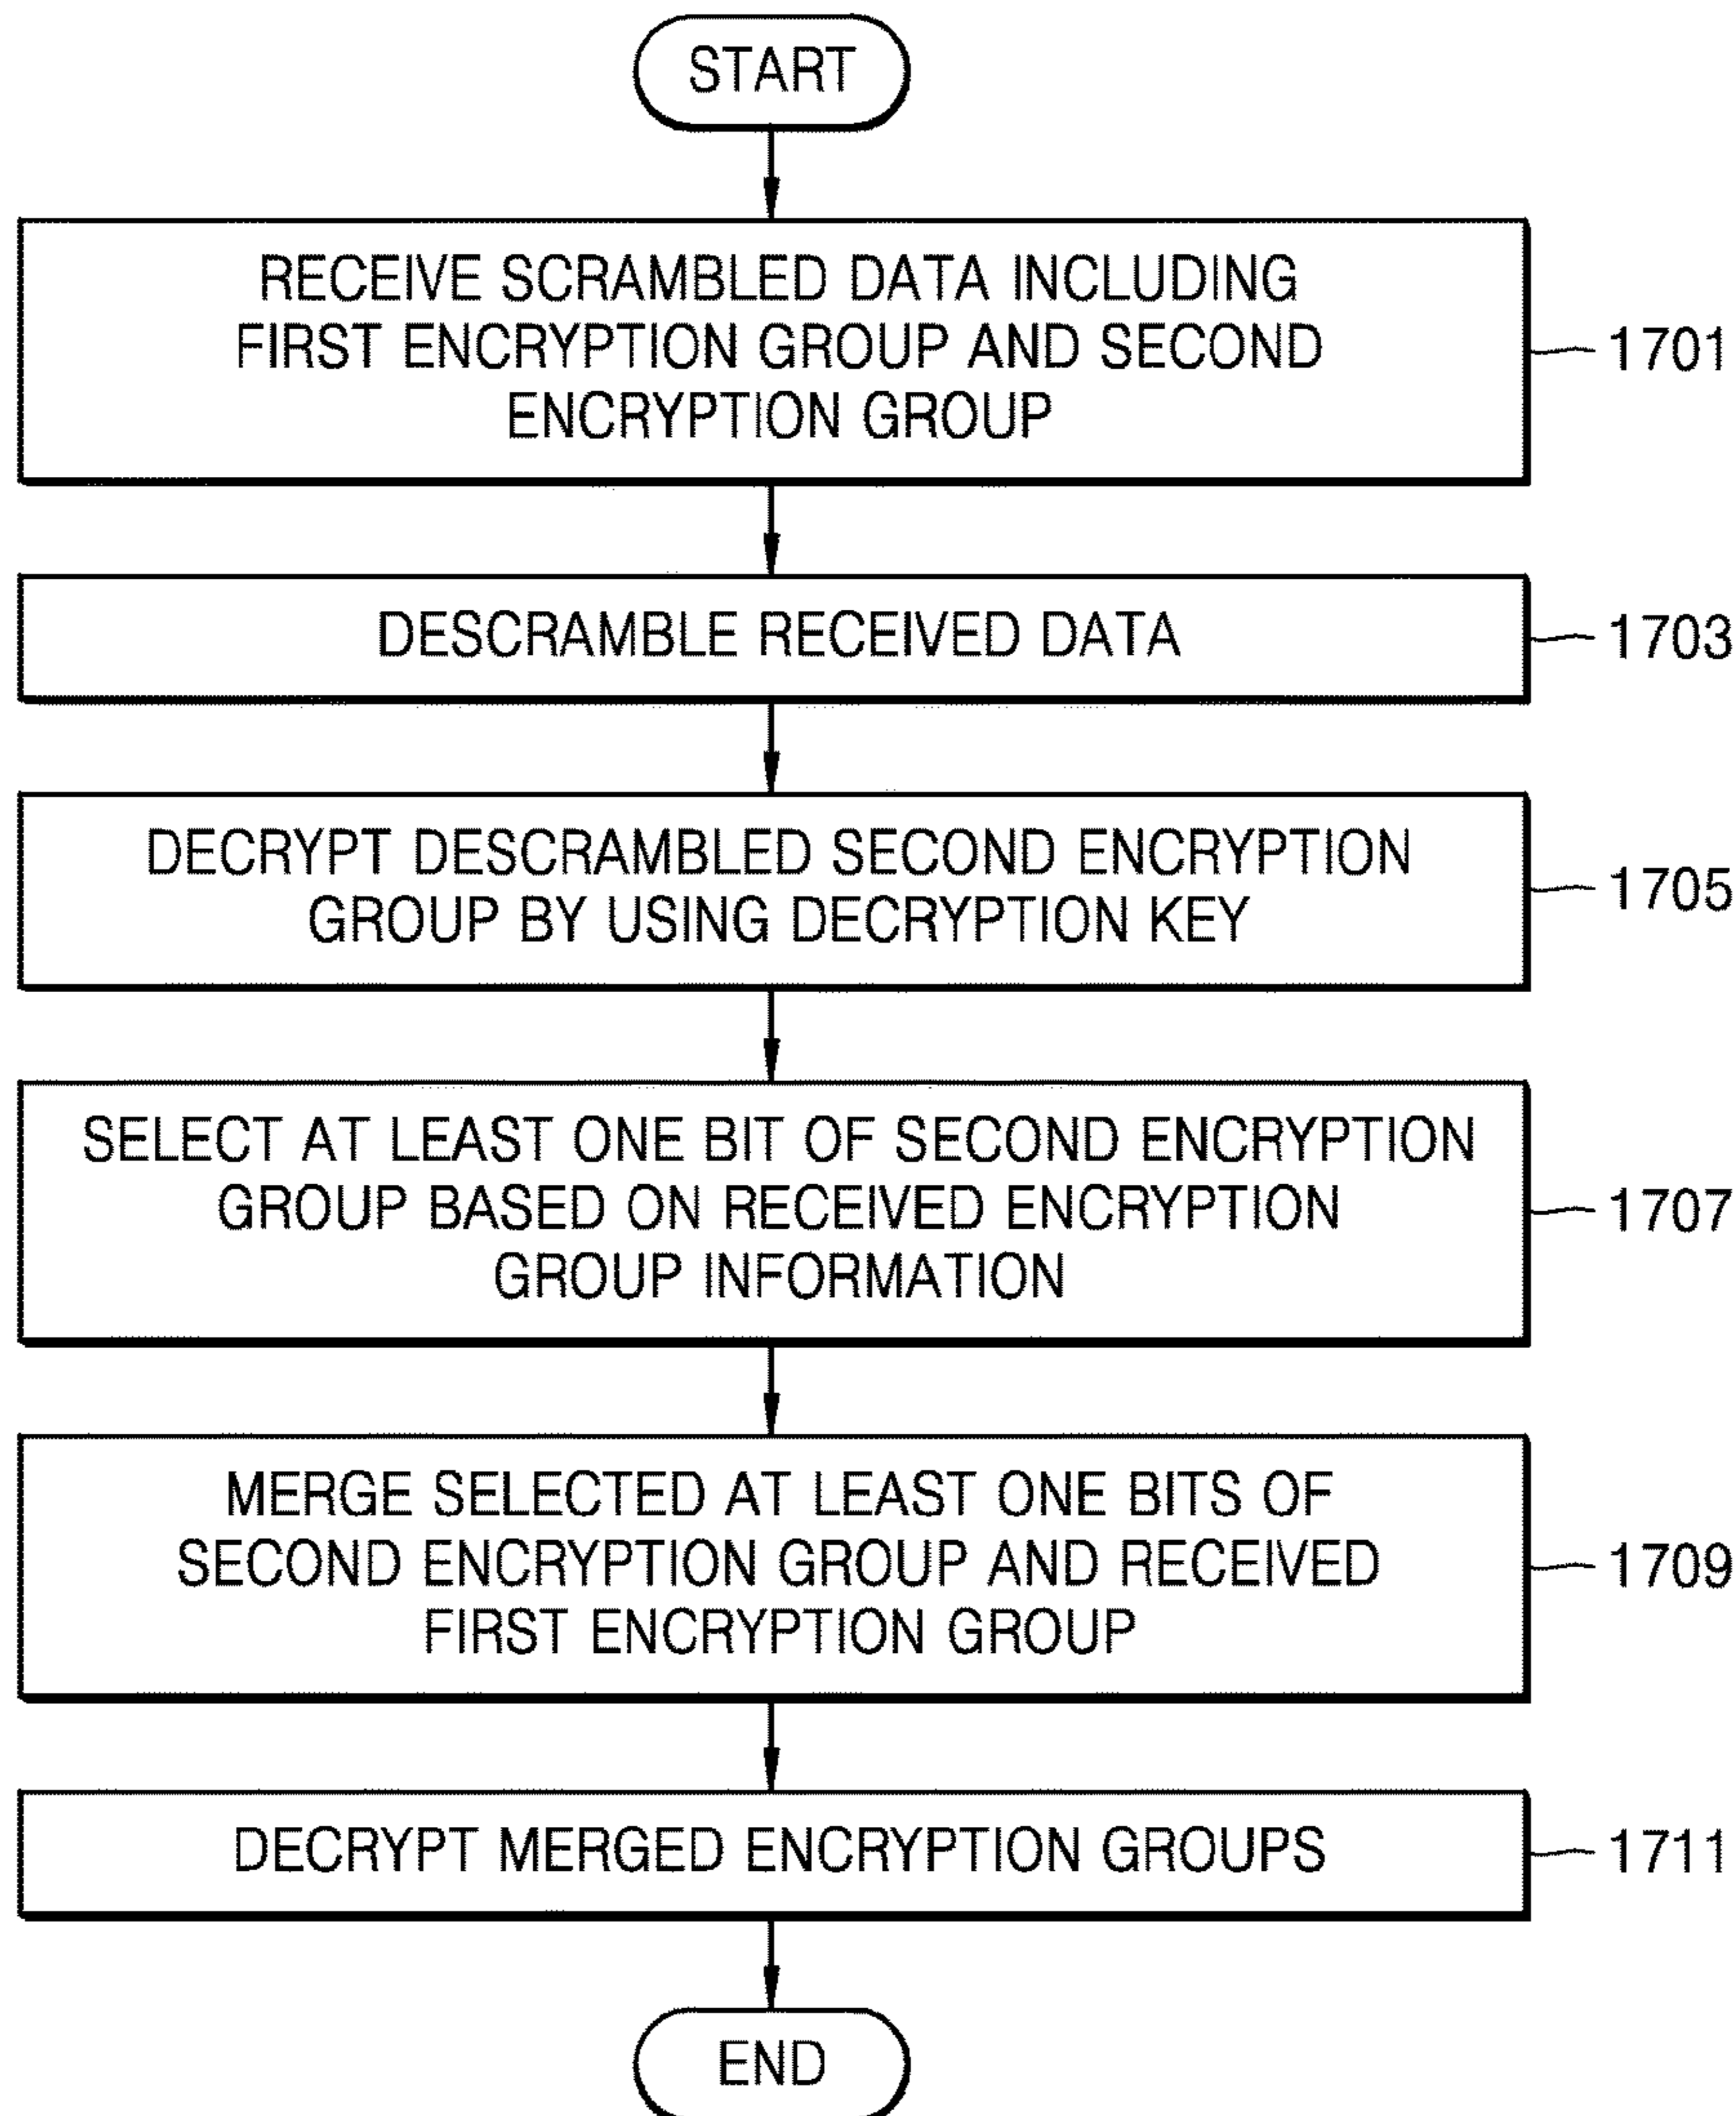 START
RECEIVE SCRAMBLED DATA INCLUDING
FIRST ENCRYPTION GROUP AND SECOND
ENCRYPTION GROUP
1701
DESCRAMBLE RECEIVED DATA
1703
DECRYPT DESCRAMBLED SECOND ENCRYPTION
GROUP BY USING DECRYPTION KEY
1705
SELECT AT LEAST ONE BIT OF SECOND ENCRYPTION
GROUP BASED ON RECEIVED ENCRYPTION
GROUP INFORMATION
1707
MERGE SELECTED AT LEAST ONE BITS OF
SECOND ENCRYPTION GROUP AND RECEIVED
FIRST ENCRYPTION GROUP
1709
DECRYPT MERGED ENCRYPTION GROUPS
1711
END